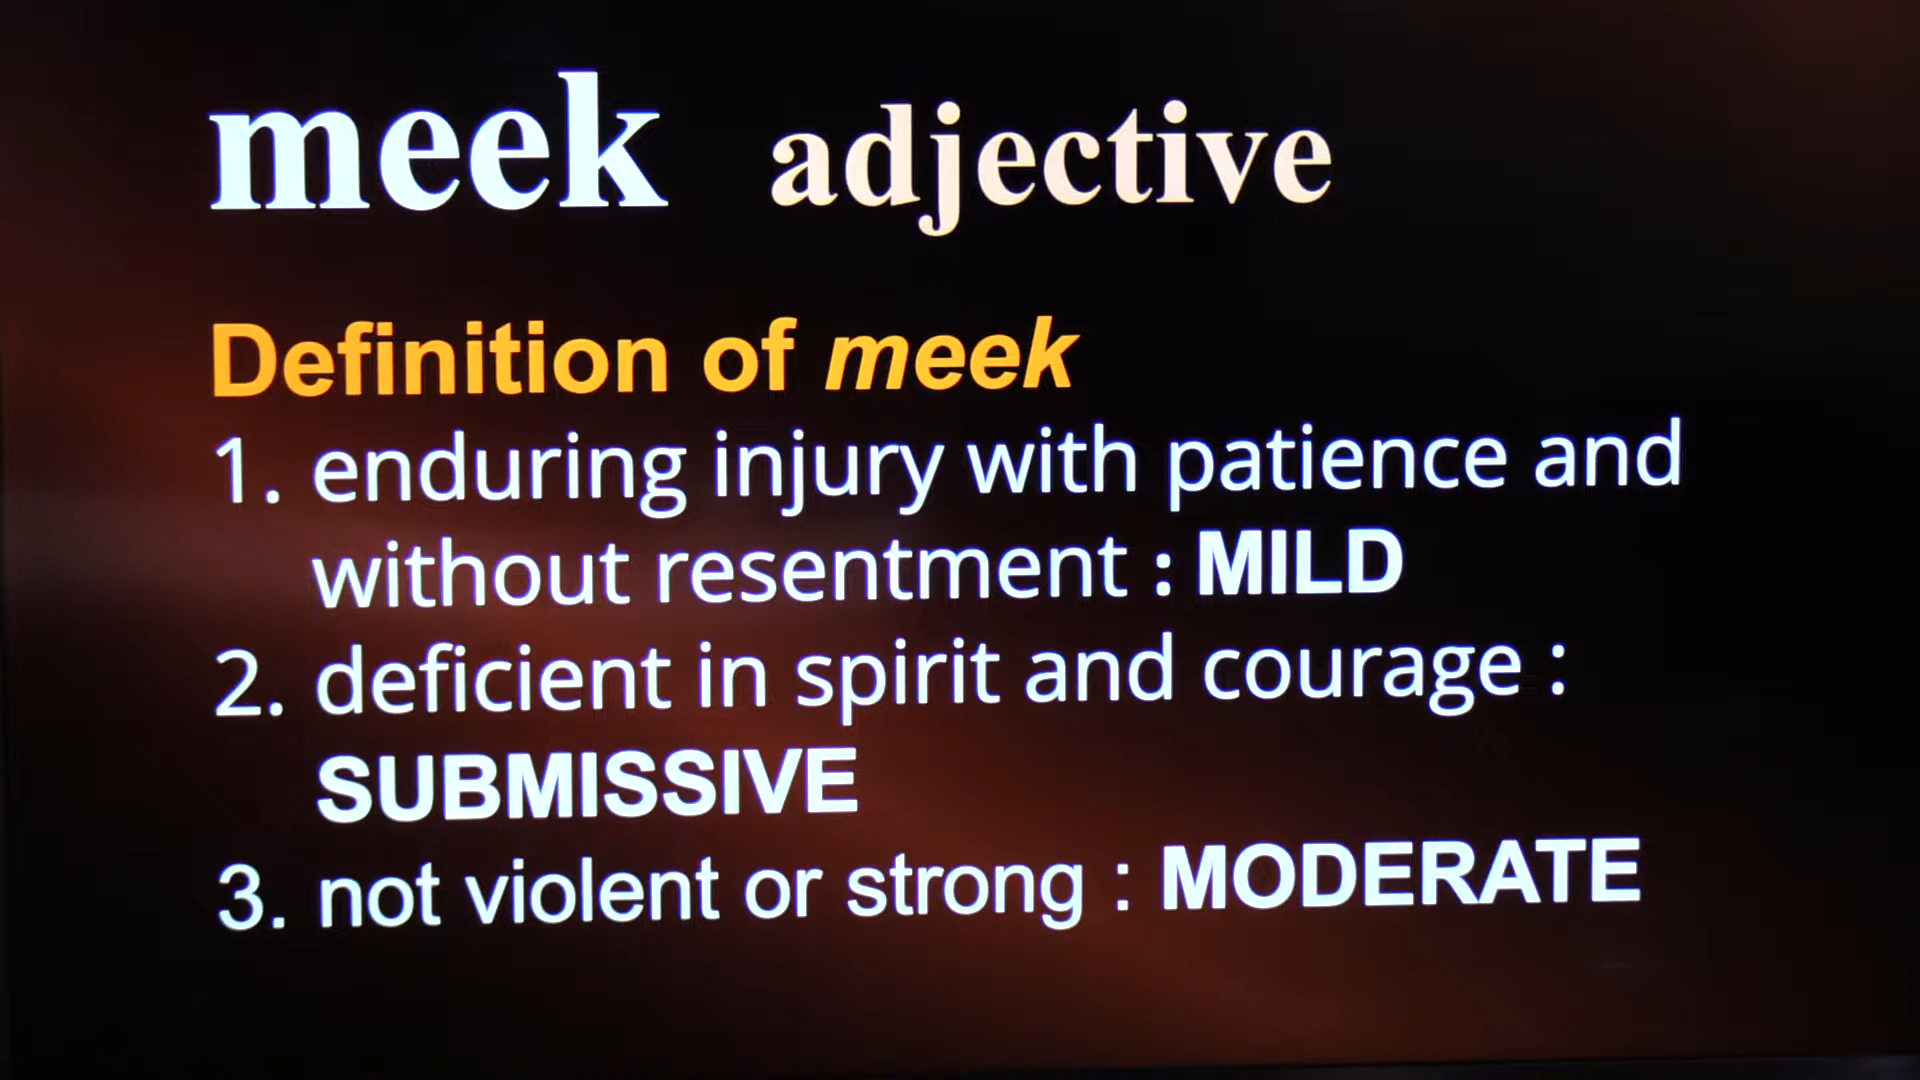 meek adjective
Definition of meek
1. enduring injury with patience and
without resentment : MILD
2. deficient in spirit and courage :
SUBMISSIVE
3. not violent or strong : MODERATE